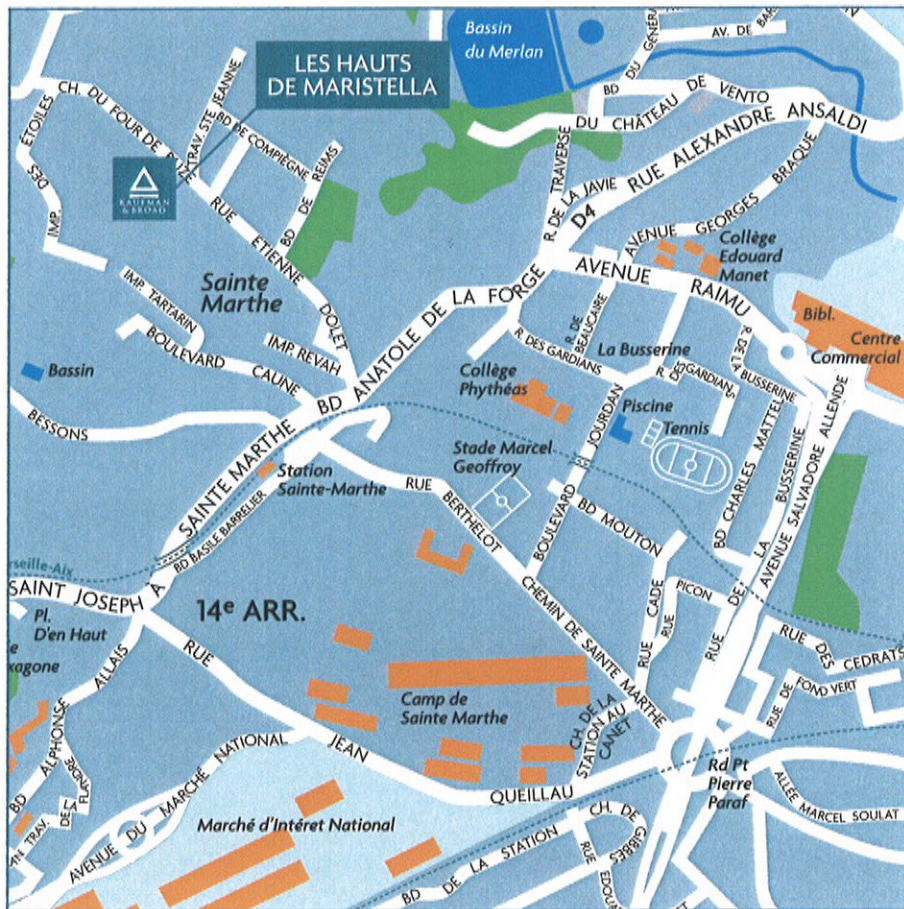 Bassin
du Merlan
LES HAUTS
DE MARISTELLA
BD DU GÉNÉRAL
AV. DE BAR
CH. DU FOUR DE BUZE
TRAV. STE JEANNE
BD DE COMPIÈGNE
BD DE REIMS
IMP. DES ÉTOILES
KAUFMAN
& BROAD
TRAVERSE DU CHÂTEAU DE VENTO
RUE ALEXANDRE ANSALDI
R. DE LA JAVIE
D4
AVENUE GEORGES BRAQUE
Collège
Edouard
Manet
RUE ETIENNE DOLET
Sainte
Marthe
IMP. TARTARIN
BOULEVARD CAUNE
IMP. REVAH
BD ANATOLE DE LA FORGE
AVENUE RAIMU
R. DE
BEAUCAIRE
R. DES GARDIANS
La Busserine
R. DES GARDIANS
R. DE LA BUSSERINE
Bibl.
Centre
Commercial
Bassin
BESSONS
Collège
Phythéas
Piscine
Tennis
Stade Marcel
Geoffroy
BOULEVARD JOURDAN
BD CHARLES MATTEI
RUE DE LA BUSSERINE
AVENUE SALVADORE ALLENDE
SAINTE MARTHE
Station
Sainte-Marthe
BD BASILE BARRELIER
RUE BERTHELOT
BD MOUTON
CHEMIN DE SAINTE MARTHE
RUE CADE
RUE PICON
rseille-Aix
SAINT JOSEPH À
Pl.
D'en Haut
xagone
14e ARR.
BD ALPHONSE ALLAIS
RUE JEAN QUEILLAU
Camp de
Sainte Marthe
CH. DE LA
STATION AU
CANET
RUE DES CEDRATS
RUE DE FOND VERT
Rd Pt
Pierre
Paraf
ALLÉE MARCEL SOULAT
AVENUE DU MARCHÉ NATIONAL
Marché d'Intéret National
BD DE LA STATION
CH. DE GIBBES
RUE EDOUA